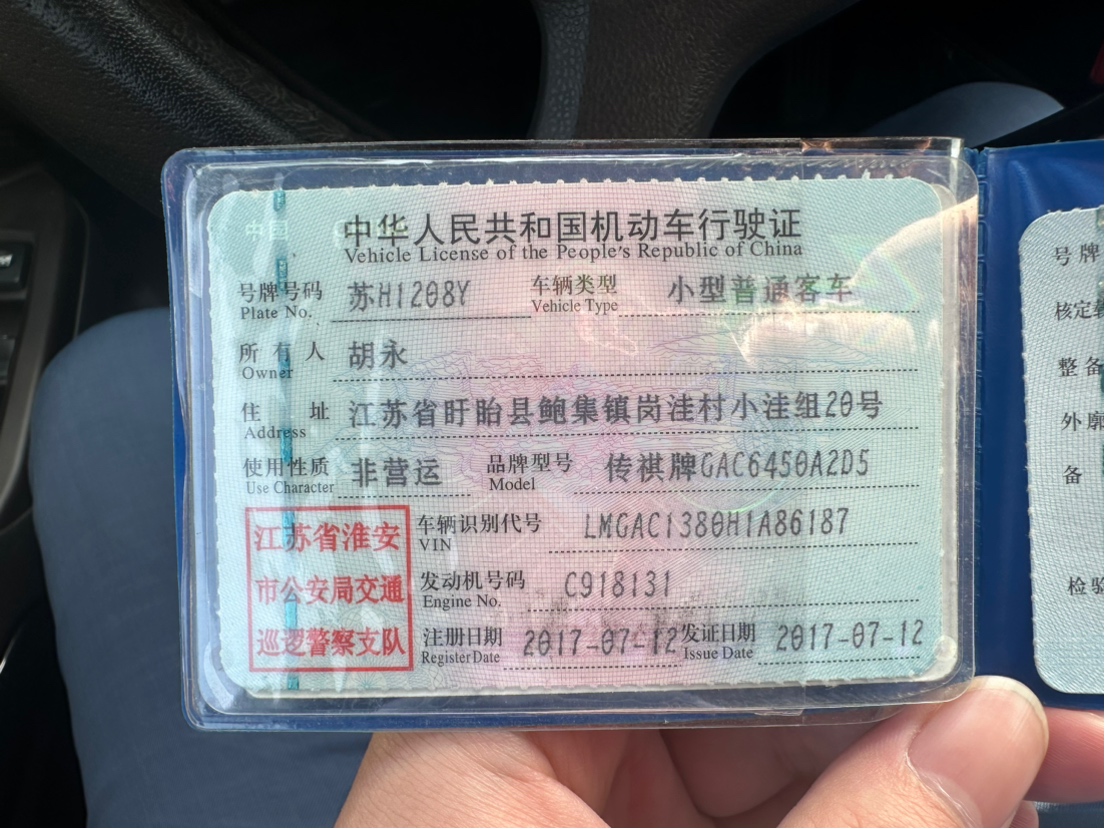 中华人民共和国机动车行驶证
Vehicle License of the People's Republic of China
号牌号码 苏H1208Y 车辆类型 小型普通客车
Plate No. Vehicle Type
所有人 胡永
Owner
住址 江苏省盱眙县鲍集镇岗洼村小洼组20号
Address
使用性质 非营运 品牌型号 传祺牌GAC6450A2D5
Use Character Model
江苏省淮安
市公安局交通
巡逻警察支队
车辆识别代号 LMGAC1380H1A86187
VIN
发动机号码 C918131
Engine No.
注册日期 2017-07-12 发证日期 2017-07-12
Register Date Issue Date
号牌
核定
整备
外廓
备
检验